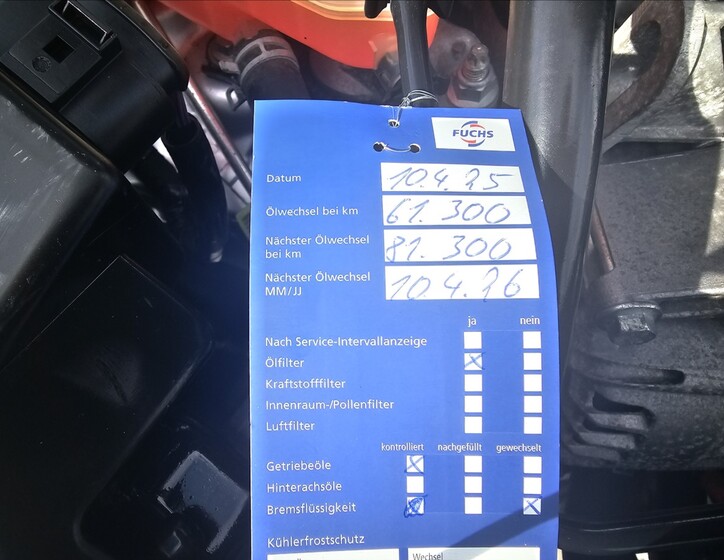 FUCHS
Datum 10.4.25
Ölwechsel bei km 61.300
Nächster Ölwechsel
bei km 81.300
Nächster Ölwechsel
MM/JJ 10.4.26
ja nein
Nach Service-Intervallanzeige
Ölfilter
Kraftstofffilter
Innenraum-/Pollenfilter
Luftfilter
kontrolliert nachgefüllt gewechselt
Getriebeöle
Hinterachsöle
Bremsflüssigkeit
Kühlerfrostschutz
Wechsel